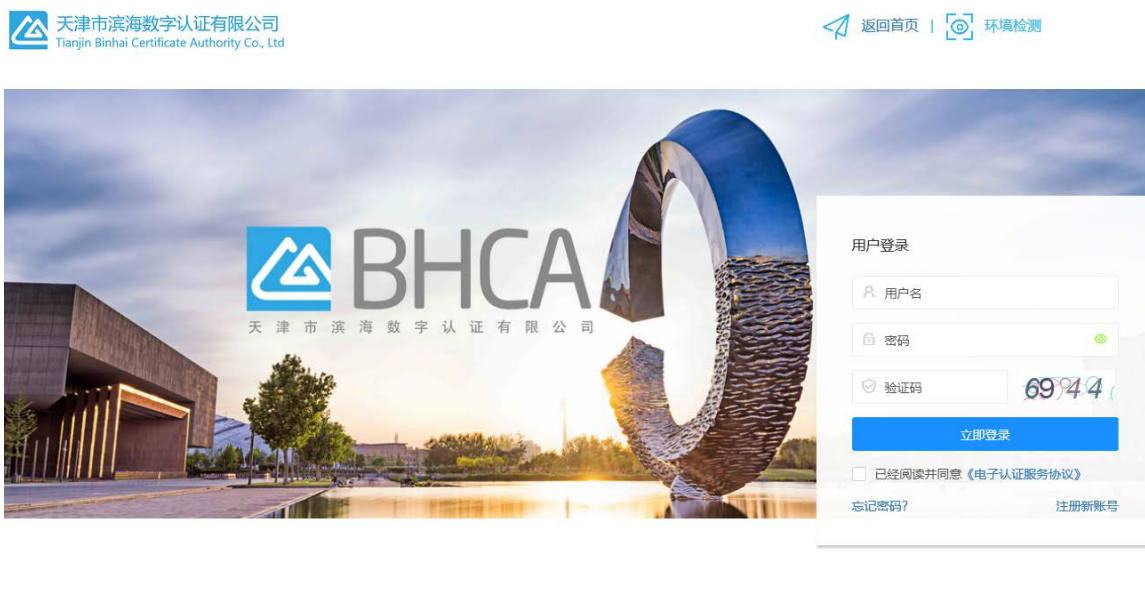 天津市滨海数字认证有限公司
Tianjin Binhai Certificate Authority Co., Ltd
返回首页 | 环境检测
BHCA
天津市滨海数字认证有限公司
用户登录
用户名
密码
验证码
6944
立即登录
已经阅读并同意《电子认证服务协议》
忘记密码?
注册新账号